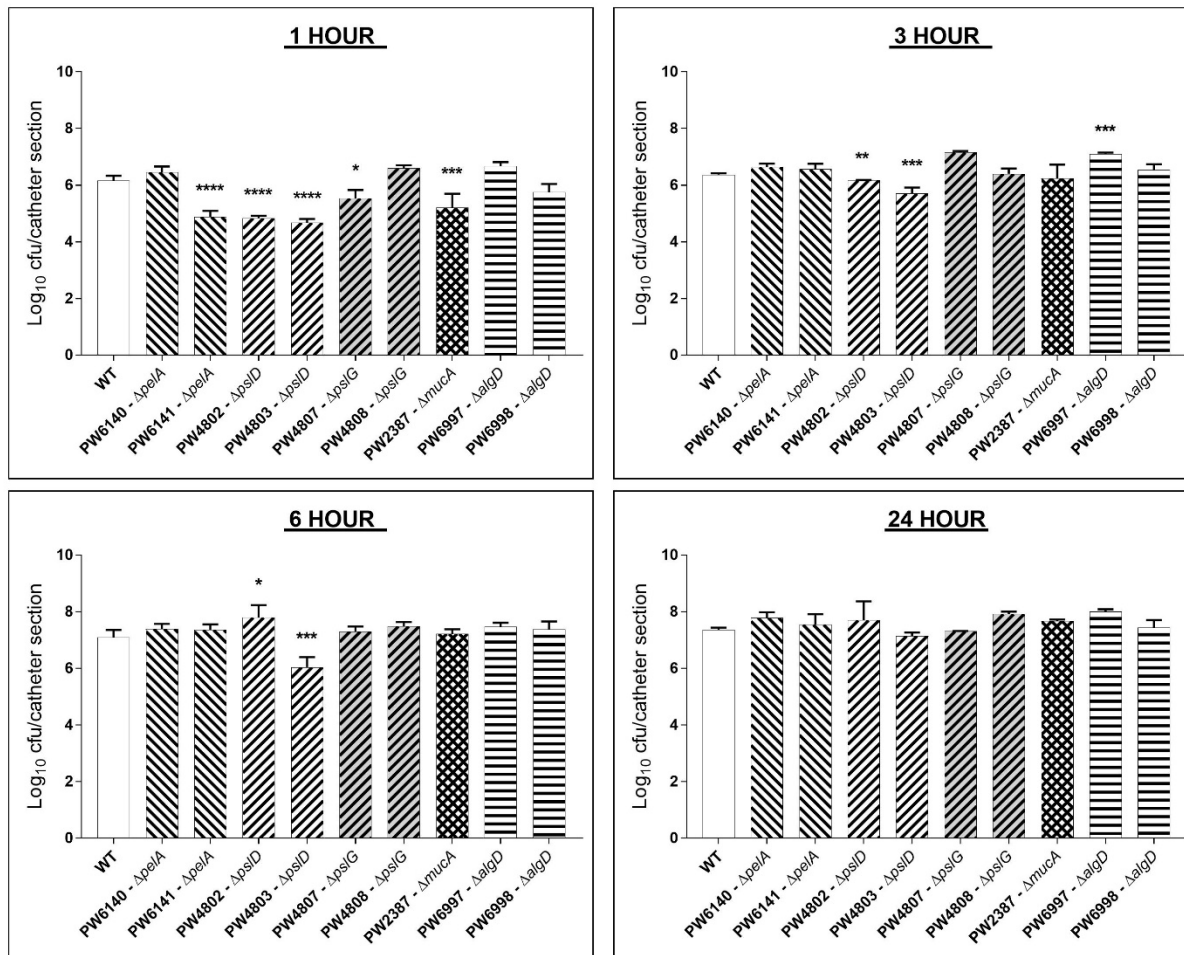 1 HOUR
Log10 cfu/catheter section
10
8
6
4
2
0
**** **** **** * ***
WT
PW6140 - ΔpelA
PW6141 - ΔpelA
PW4802 - ΔpslD
PW4803 - ΔpslD
PW4807 - ΔpslG
PW4808 - ΔpslG
PW2387 - ΔmucA
PW6997 - ΔalgD
PW6998 - ΔalgD
3 HOUR
Log10 cfu/catheter section
10
8
6
4
2
0
** *** ***
WT
PW6140 - ΔpelA
PW6141 - ΔpelA
PW4802 - ΔpslD
PW4803 - ΔpslD
PW4807 - ΔpslG
PW4808 - ΔpslG
PW2387 - ΔmucA
PW6997 - ΔalgD
PW6998 - ΔalgD
6 HOUR
Log10 cfu/catheter section
10
8
6
4
2
0
* ***
WT
PW6140 - ΔpelA
PW6141 - ΔpelA
PW4802 - ΔpslD
PW4803 - ΔpslD
PW4807 - ΔpslG
PW4808 - ΔpslG
PW2387 - ΔmucA
PW6997 - ΔalgD
PW6998 - ΔalgD
24 HOUR
Log10 cfu/catheter section
10
8
6
4
2
0
WT
PW6140 - ΔpelA
PW6141 - ΔpelA
PW4802 - ΔpslD
PW4803 - ΔpslD
PW4807 - ΔpslG
PW4808 - ΔpslG
PW2387 - ΔmucA
PW6997 - ΔalgD
PW6998 - ΔalgD